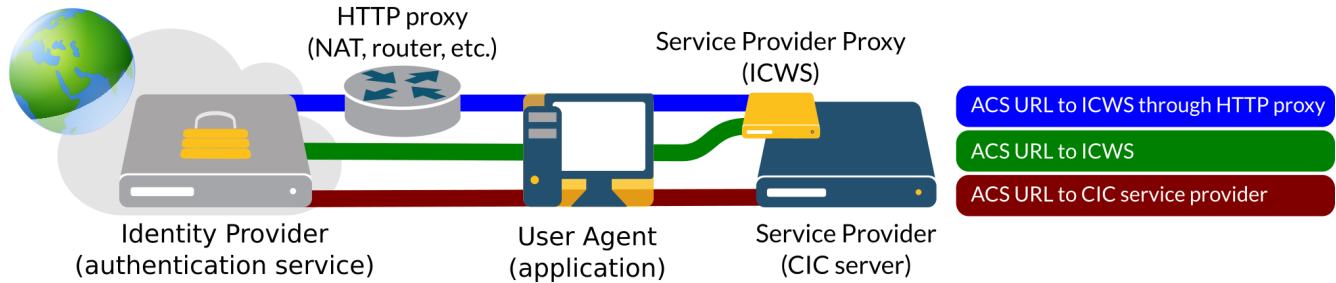 HTTP proxy
(NAT, router, etc.)
Service Provider Proxy
(ICWS)
ACS URL to ICWS through HTTP proxy
ACS URL to ICWS
ACS URL to CIC service provider
Identity Provider
(authentication service)
User Agent
(application)
Service Provider
(CIC server)